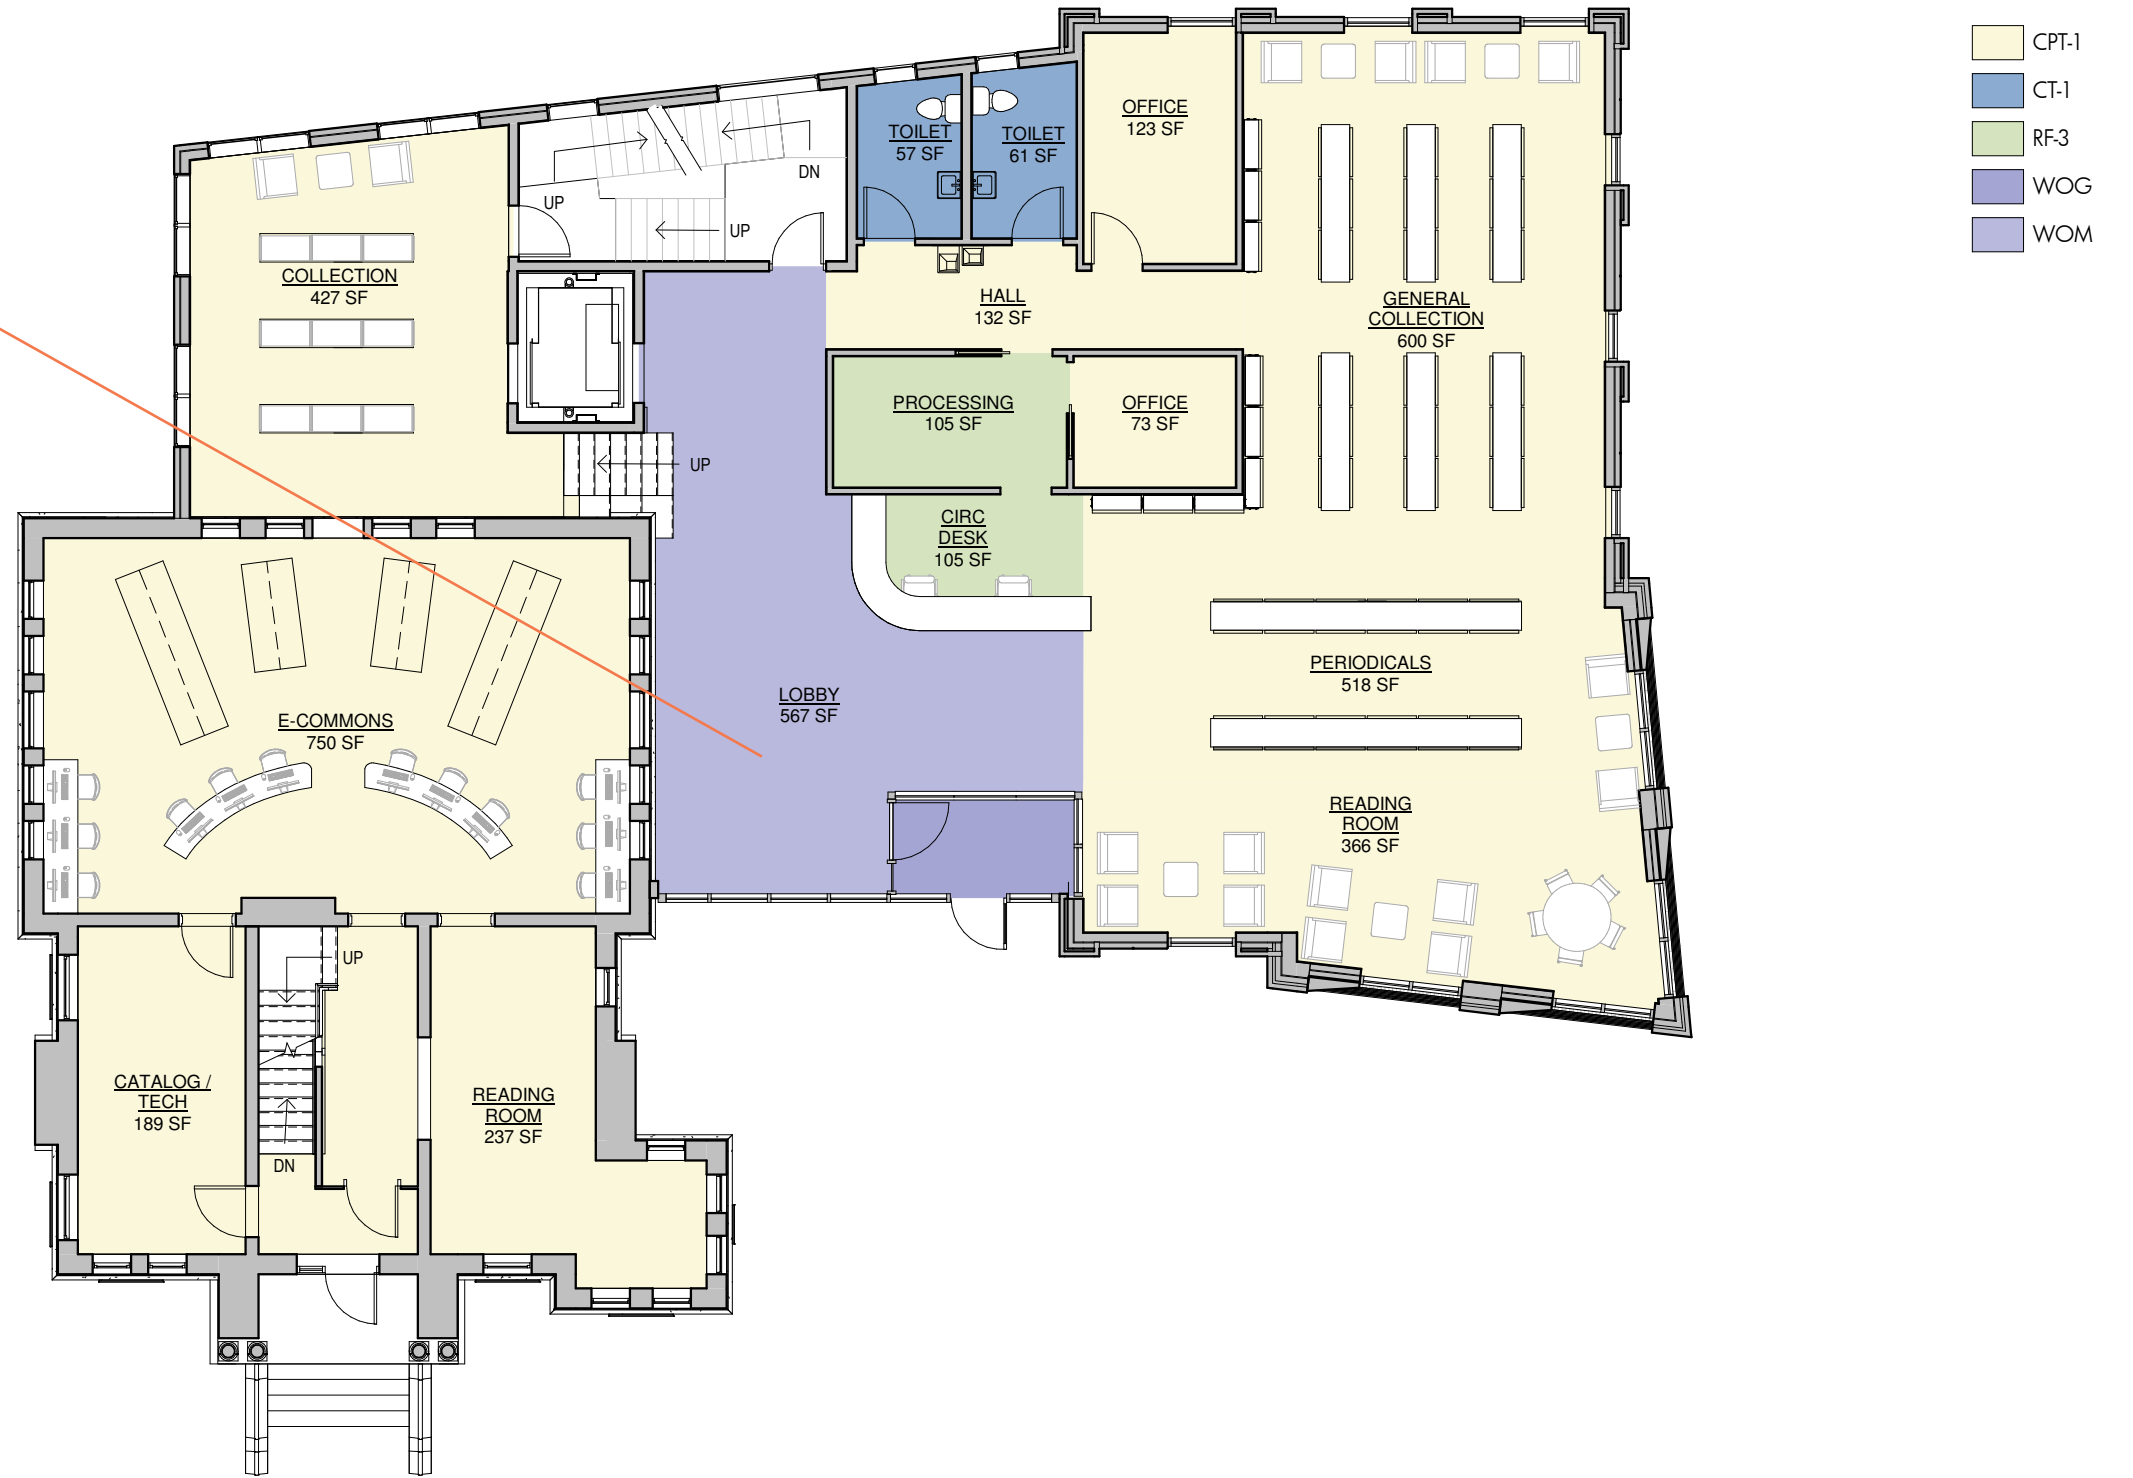 CPT-1
CT-1
RF-3
WOG
WOM
OFFICE
123 SF
TOILET
57 SF
TOILET
61 SF
DN
UP
UP
COLLECTION
427 SF
HALL
132 SF
GENERAL
COLLECTION
600 SF
PROCESSING
105 SF
OFFICE
73 SF
UP
CIRC
DESK
105 SF
PERIODICALS
518 SF
LOBBY
567 SF
E-COMMONS
750 SF
READING
ROOM
366 SF
UP
CATALOG /
TECH
189 SF
READING
ROOM
237 SF
DN